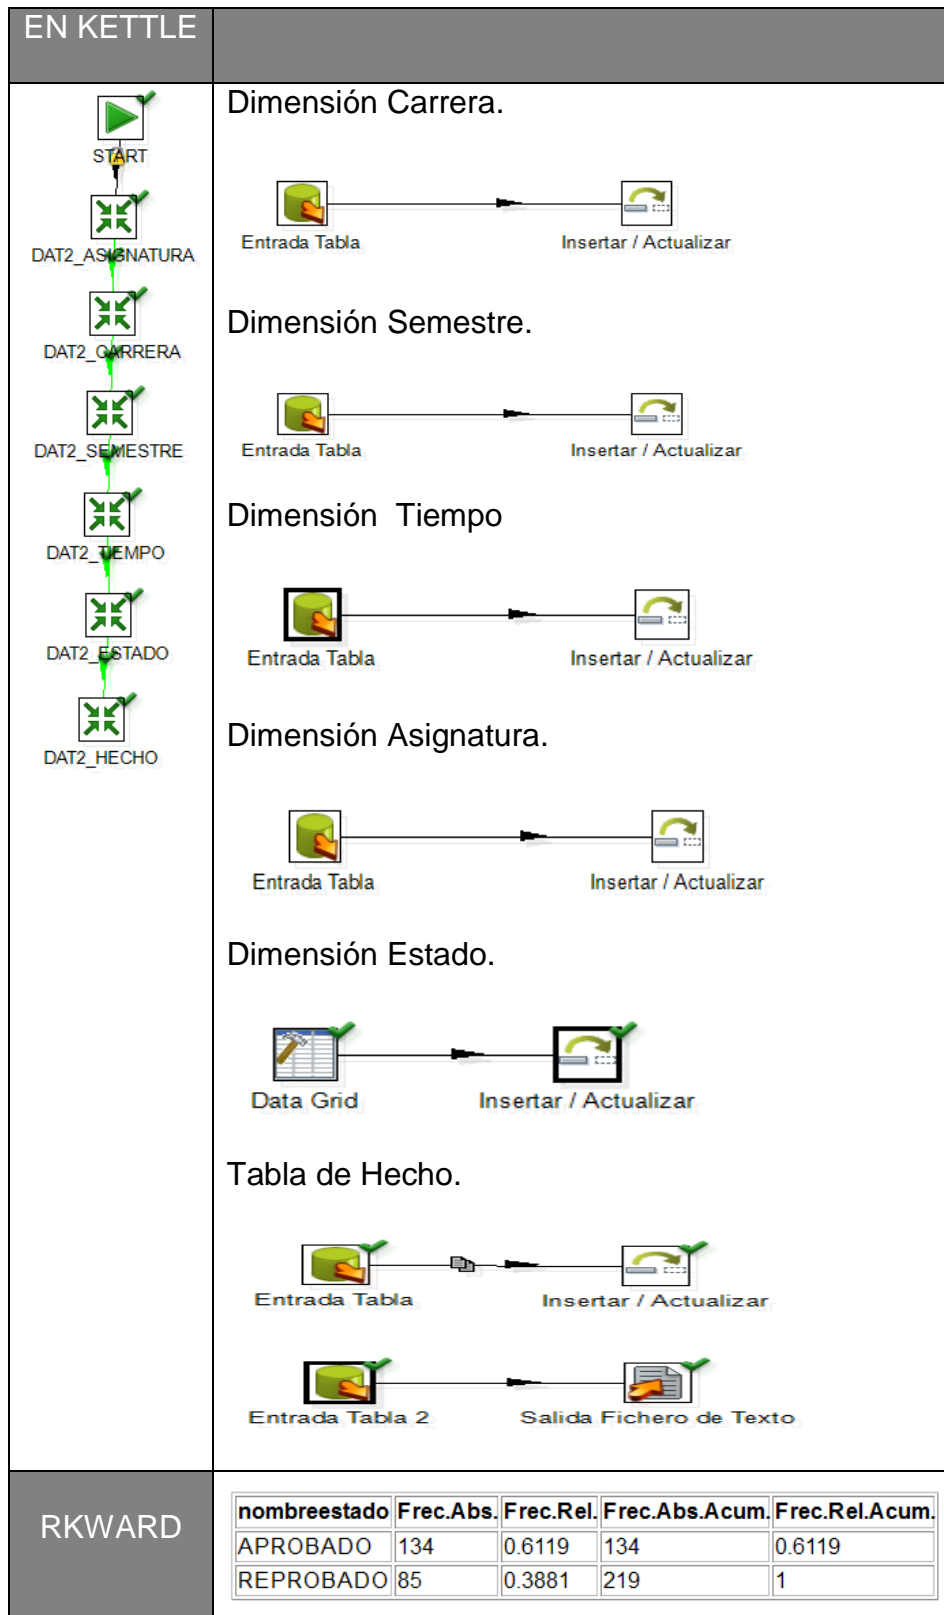 EN KETTLE
START
DAT2_ASIGNATURA
DAT2_CARRERA
DAT2_SEMESTRE
DAT2_TIEMPO
DAT2_ESTADO
DAT2_HECHO
Dimensión Carrera.
Entrada Tabla Insertar / Actualizar
Dimensión Semestre.
Entrada Tabla Insertar / Actualizar
Dimensión Tiempo
Entrada Tabla Insertar / Actualizar
Dimensión Asignatura.
Entrada Tabla Insertar / Actualizar
Dimensión Estado.
Data Grid Insertar / Actualizar
Tabla de Hecho.
Entrada Tabla Insertar / Actualizar
Entrada Tabla 2 Salida Fichero de Texto
RKWARD
nombreestado Frec.Abs. Frec.Rel. Frec.Abs.Acum. Frec.Rel.Acum.
APROBADO 134 0.6119 134 0.6119
REPROBADO 85 0.3881 219 1